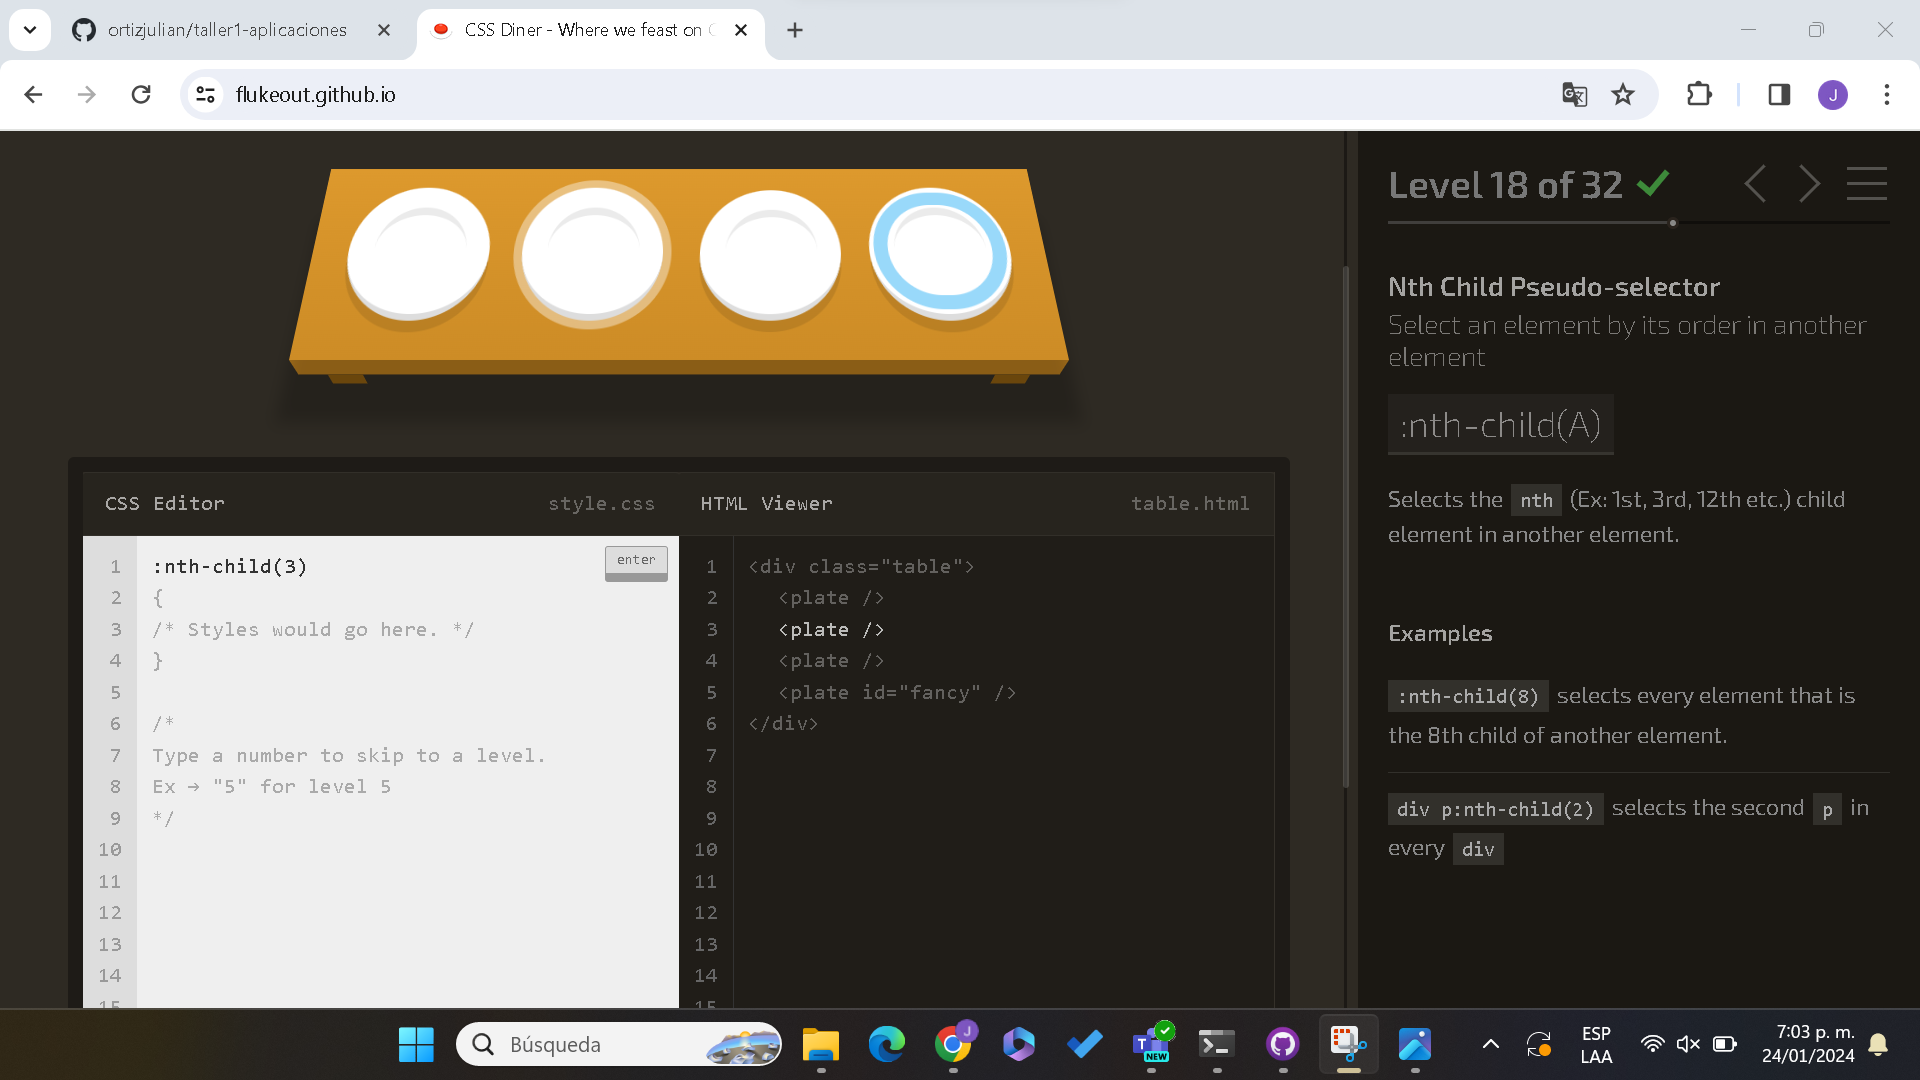 ortizjulian/taller1-aplicaciones
CSS Diner - Where we feast on
flukeout.github.io
J
Level 18 of 32
Nth Child Pseudo-selector
Select an element by its order in another
element
:nth-child(A)
Selects the nth (Ex: 1st, 3rd, 12th etc.) child
element in another element.
Examples
:nth-child(8) selects every element that is
the 8th child of another element.
div p:nth-child(2) selects the second p in
every div
CSS Editor style.css
1 :nth-child(3) enter
2 {
3 /* Styles would go here. */
4 }
5
6 /*
7 Type a number to skip to a level.
8 Ex → "5" for level 5
9 */
10
11
12
13
14
15
HTML Viewer table.html
1 <div class="table">
2 <plate />
3 <plate />
4 <plate />
5 <plate id="fancy" />
6 </div>
7
8
9
10
11
12
13
14
15
Búsqueda
J
T
NEW
ESP
LAA
7:03 p. m.
24/01/2024